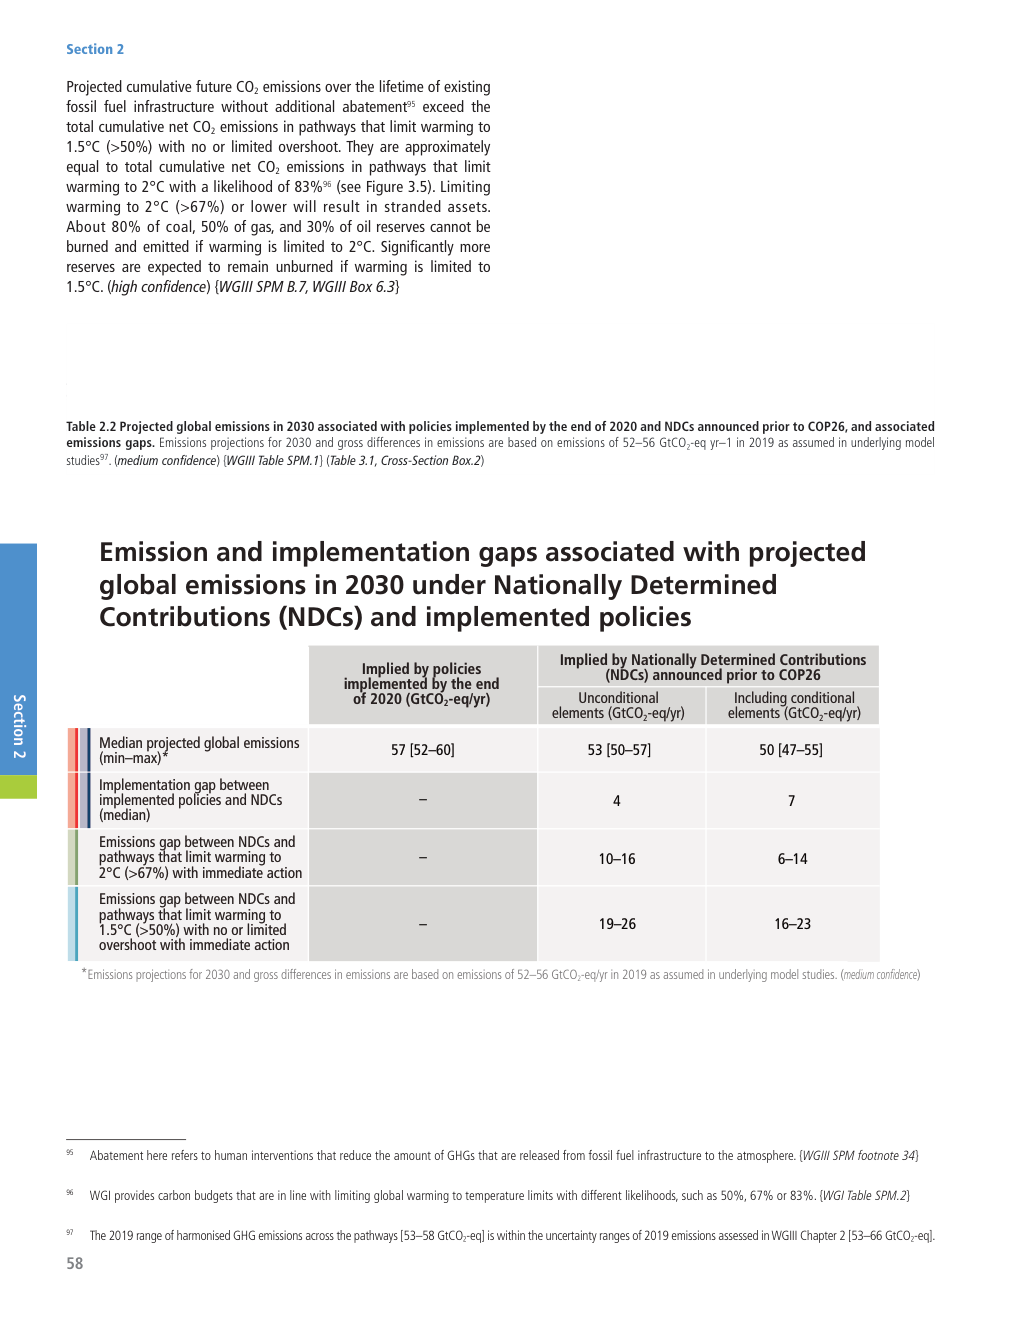 Section 2
Projected cumulative future CO₂ emissions over the lifetime of existing
fossil fuel infrastructure without additional abatement⁹⁵ exceed the
total cumulative net CO₂ emissions in pathways that limit warming to
1.5°C (>50%) with no or limited overshoot. They are approximately
equal to total cumulative net CO₂ emissions in pathways that limit
warming to 2°C with a likelihood of 83%⁹⁶ (see Figure 3.5). Limiting
warming to 2°C (>67%) or lower will result in stranded assets.
About 80% of coal, 50% of gas, and 30% of oil reserves cannot be
burned and emitted if warming is limited to 2°C. Significantly more
reserves are expected to remain unburned if warming is limited to
1.5°C. (high confidence) {WGIII SPM B.7, WGIII Box 6.3}
Table 2.2 Projected global emissions in 2030 associated with policies implemented by the end of 2020 and NDCs announced prior to COP26, and associated
emissions gaps. Emissions projections for 2030 and gross differences in emissions are based on emissions of 52–56 GtCO₂-eq yr–1 in 2019 as assumed in underlying model
studies⁹⁷. (medium confidence) {WGIII Table SPM.1} (Table 3.1, Cross-Section Box.2)
Emission and implementation gaps associated with projected
global emissions in 2030 under Nationally Determined
Contributions (NDCs) and implemented policies
Implied by policies
implemented by the end
of 2020 (GtCO₂-eq/yr)
Implied by Nationally Determined Contributions
(NDCs) announced prior to COP26
Unconditional
elements (GtCO₂-eq/yr)
Including conditional
elements (GtCO₂-eq/yr)
Median projected global emissions
(min–max)*
57 [52–60]
53 [50–57]
50 [47–55]
Implementation gap between
implemented policies and NDCs
(median)
–
4
7
Emissions gap between NDCs and
pathways that limit warming to
2°C (>67%) with immediate action
–
10–16
6–14
Emissions gap between NDCs and
pathways that limit warming to
1.5°C (>50%) with no or limited
overshoot with immediate action
–
19–26
16–23
*Emissions projections for 2030 and gross differences in emissions are based on emissions of 52–56 GtCO₂-eq/yr in 2019 as assumed in underlying model studies. (medium confidence)
Section 2
95 Abatement here refers to human interventions that reduce the amount of GHGs that are released from fossil fuel infrastructure to the atmosphere. {WGIII SPM footnote 34}
96 WGI provides carbon budgets that are in line with limiting global warming to temperature limits with different likelihoods, such as 50%, 67% or 83%. {WGI Table SPM.2}
97 The 2019 range of harmonised GHG emissions across the pathways [53–58 GtCO₂-eq] is within the uncertainty ranges of 2019 emissions assessed in WGIII Chapter 2 [53–66 GtCO₂-eq].
58